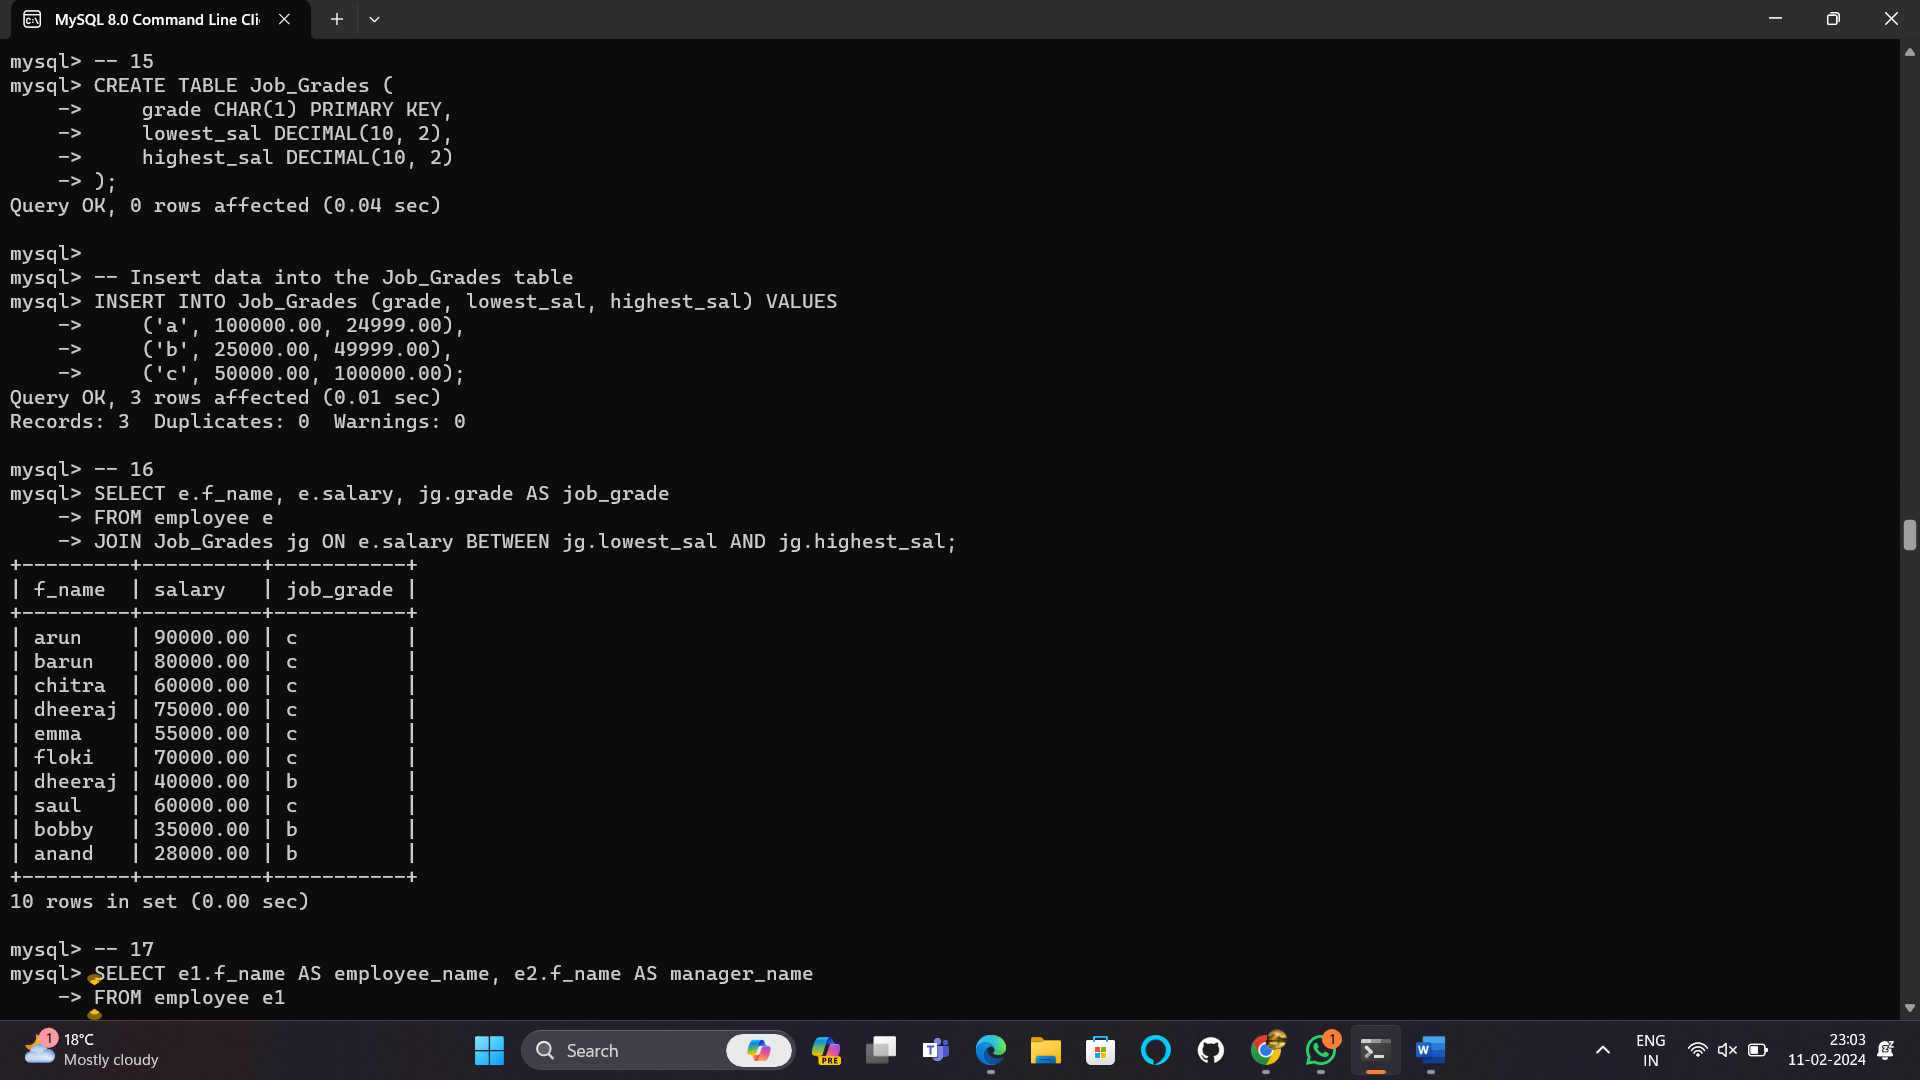 MySQL 8.0 Command Line Cli
mysql> -- 15
mysql> CREATE TABLE Job_Grades (
    ->     grade CHAR(1) PRIMARY KEY,
    ->     lowest_sal DECIMAL(10, 2),
    ->     highest_sal DECIMAL(10, 2)
    -> );
Query OK, 0 rows affected (0.04 sec)
mysql>
mysql> -- Insert data into the Job_Grades table
mysql> INSERT INTO Job_Grades (grade, lowest_sal, highest_sal) VALUES
    ->     ('a', 100000.00, 24999.00),
    ->     ('b', 25000.00, 49999.00),
    ->     ('c', 50000.00, 100000.00);
Query OK, 3 rows affected (0.01 sec)
Records: 3  Duplicates: 0  Warnings: 0
mysql> -- 16
mysql> SELECT e.f_name, e.salary, jg.grade AS job_grade
    -> FROM employee e
    -> JOIN Job_Grades jg ON e.salary BETWEEN jg.lowest_sal AND jg.highest_sal;
+---------+----------+-----------+
| f_name  | salary   | job_grade |
+---------+----------+-----------+
| arun    | 90000.00 | c         |
| barun   | 80000.00 | c         |
| chitra  | 60000.00 | c         |
| dheeraj | 75000.00 | c         |
| emma    | 55000.00 | c         |
| floki   | 70000.00 | c         |
| dheeraj | 40000.00 | b         |
| saul    | 60000.00 | c         |
| bobby   | 35000.00 | b         |
| anand   | 28000.00 | b         |
+---------+----------+-----------+
10 rows in set (0.00 sec)
mysql> -- 17
mysql> SELECT e1.f_name AS employee_name, e2.f_name AS manager_name
    -> FROM employee e1
1
18°C
Mostly cloudy
Search
PRE
1
ENG
IN
23:03
11-02-2024